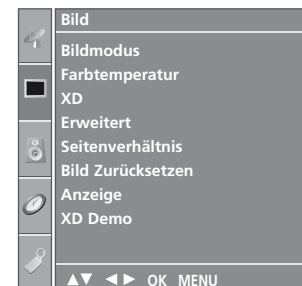 Bild
Bildmodus
Farbtemperatur
XD
Erweitert
Seitenverhältnis
Bild Zurücksetzen
Anzeige
XD Demo
▲▼ ◄► OK MENU